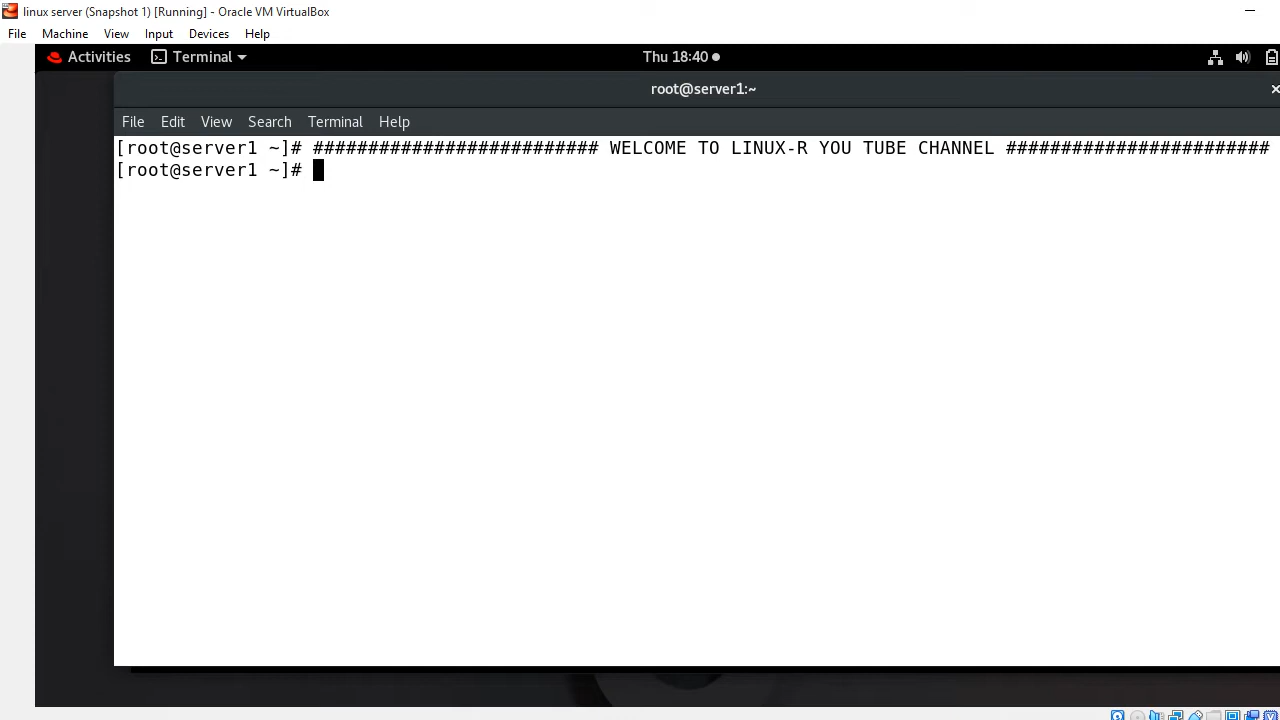 linux server (Snapshot 1) [Running] - Oracle VM VirtualBox
File Machine View Input Devices Help
Activities Terminal Thu 18:40
root@server1:~
File Edit View Search Terminal Help
[root@server1 ~]# ########################## WELCOME TO LINUX-R YOU TUBE CHANNEL ########################
[root@server1 ~]#